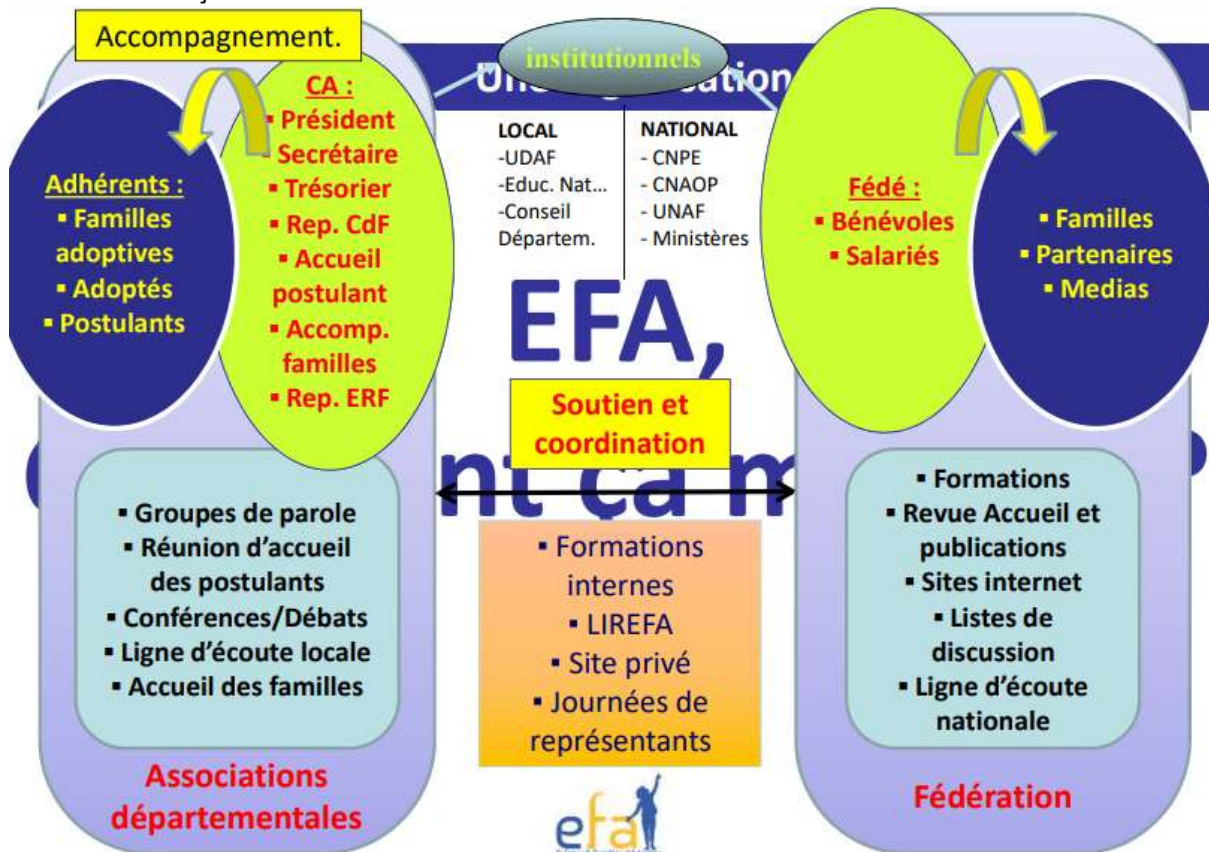 Accompagnement.
institutionnels
CA :
▪ Président
▪ Secrétaire
▪ Trésorier
▪ Rep. CdF
▪ Accueil
postulant
▪ Accomp.
familles
▪ Rep. ERF
Adhérents :
▪ Familles
adoptives
▪ Adoptés
▪ Postulants
LOCAL
-UDAF
-Educ. Nat…
-Conseil
Départem.
NATIONAL
- CNPE
- CNAOP
- UNAF
- Ministères
Fédé :
▪ Bénévoles
▪ Salariés
▪ Familles
▪ Partenaires
▪ Medias
EFA,
Soutien et
coordination
ça
▪ Groupes de parole
▪ Réunion d’accueil
des postulants
▪ Conférences/Débats
▪ Ligne d’écoute locale
▪ Accueil des familles
▪ Formations
internes
▪ LIREFA
▪ Site privé
▪ Journées de
représentants
▪ Formations
▪ Revue Accueil et
publications
▪ Sites internet
▪ Listes de
discussion
▪ Ligne d’écoute
nationale
Associations
départementales
Fédération
efa